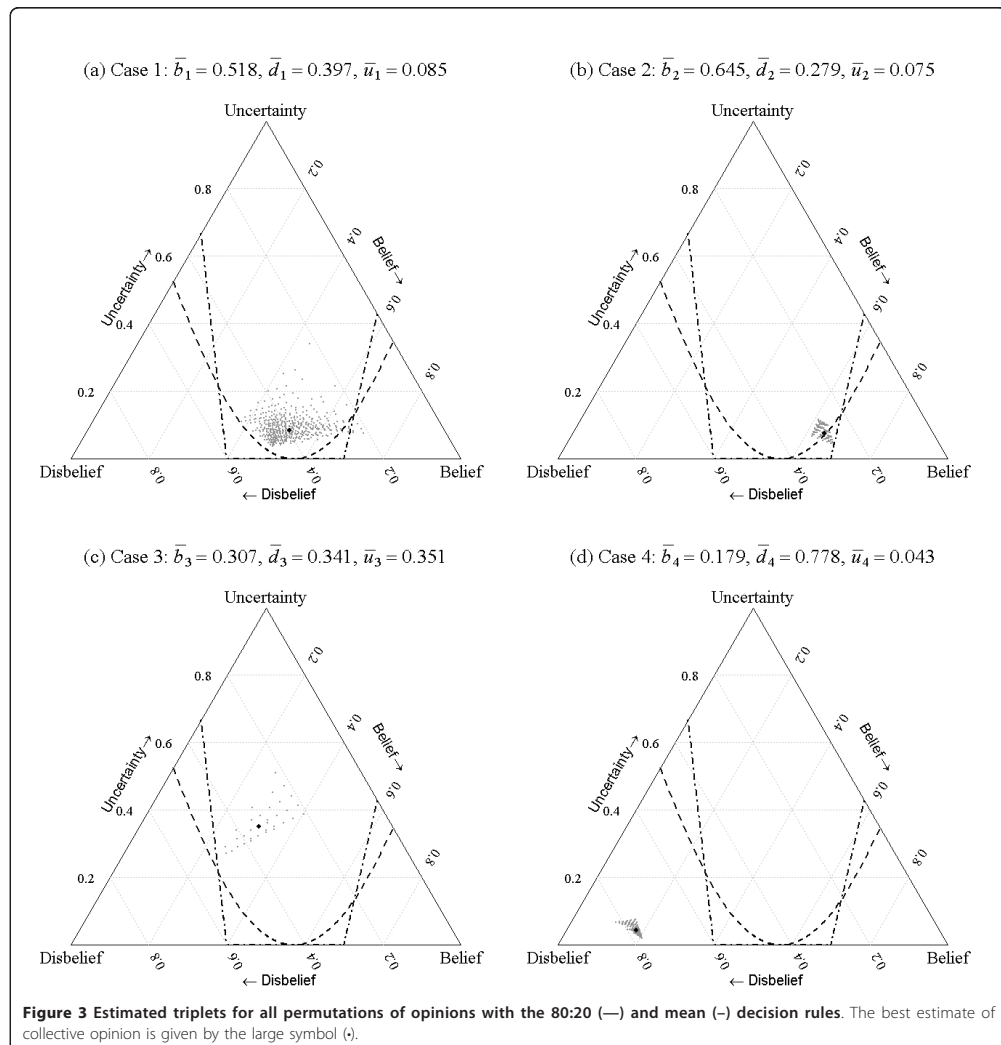 (a) Case 1: b̅₁ = 0.518, d̅₁ = 0.397, u̅₁ = 0.085
Uncertainty
0.2
0.8
0.4
0.6
Uncertainty →
Belief →
0.6
0.4
0.8
0.2
Disbelief
0.8
0.6
0.4
0.2
Belief
← Disbelief
(b) Case 2: b̅₂ = 0.645, d̅₂ = 0.279, u̅₂ = 0.075
Uncertainty
0.2
0.8
0.4
0.6
Uncertainty →
Belief →
0.6
0.4
0.8
0.2
Disbelief
0.8
0.6
0.4
0.2
Belief
← Disbelief
(c) Case 3: b̅₃ = 0.307, d̅₃ = 0.341, u̅₃ = 0.351
Uncertainty
0.2
0.8
0.4
0.6
Uncertainty →
Belief →
0.6
0.4
0.8
0.2
Disbelief
0.8
0.6
0.4
0.2
Belief
← Disbelief
(d) Case 4: b̅₄ = 0.179, d̅₄ = 0.778, u̅₄ = 0.043
Uncertainty
0.2
0.8
0.4
0.6
Uncertainty →
Belief →
0.6
0.4
0.8
0.2
Disbelief
0.8
0.6
0.4
0.2
Belief
← Disbelief
Figure 3 Estimated triplets for all permutations of opinions with the 80:20 (—) and mean (–) decision rules. The best estimate of
collective opinion is given by the large symbol (•).